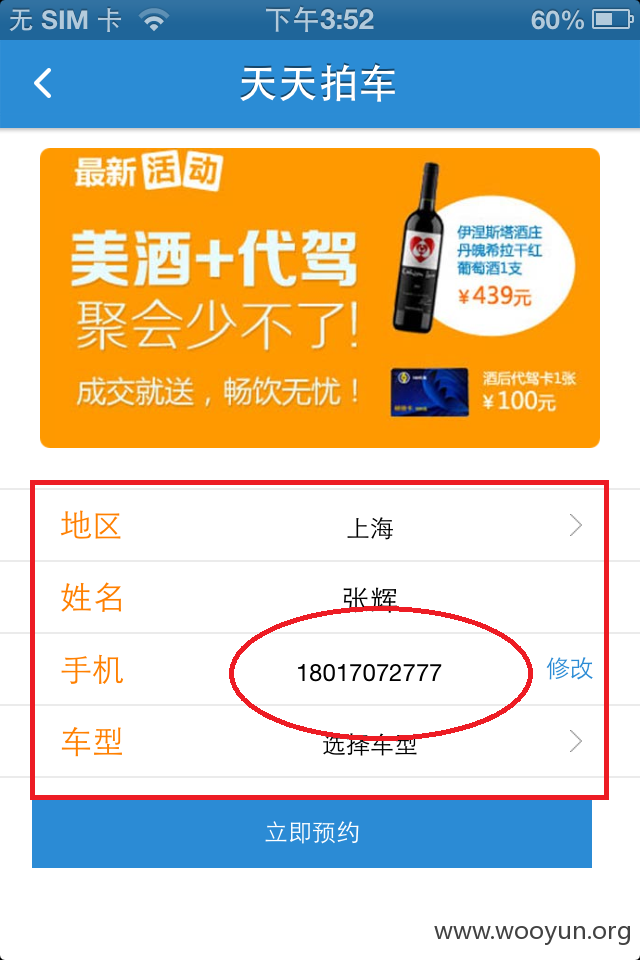 无 SIM 卡 下午3:52 60%
天天拍车
最新活动
美酒+代驾
聚会少不了!
成交就送，畅饮无忧！
伊涅斯塔酒庄
丹魄希拉干红
葡萄酒1支
¥439元
酒后代驾卡1张
¥100元
地区 上海
姓名 张辉
手机 18017072777 修改
车型 选择车型
立即预约
www.wooyun.org